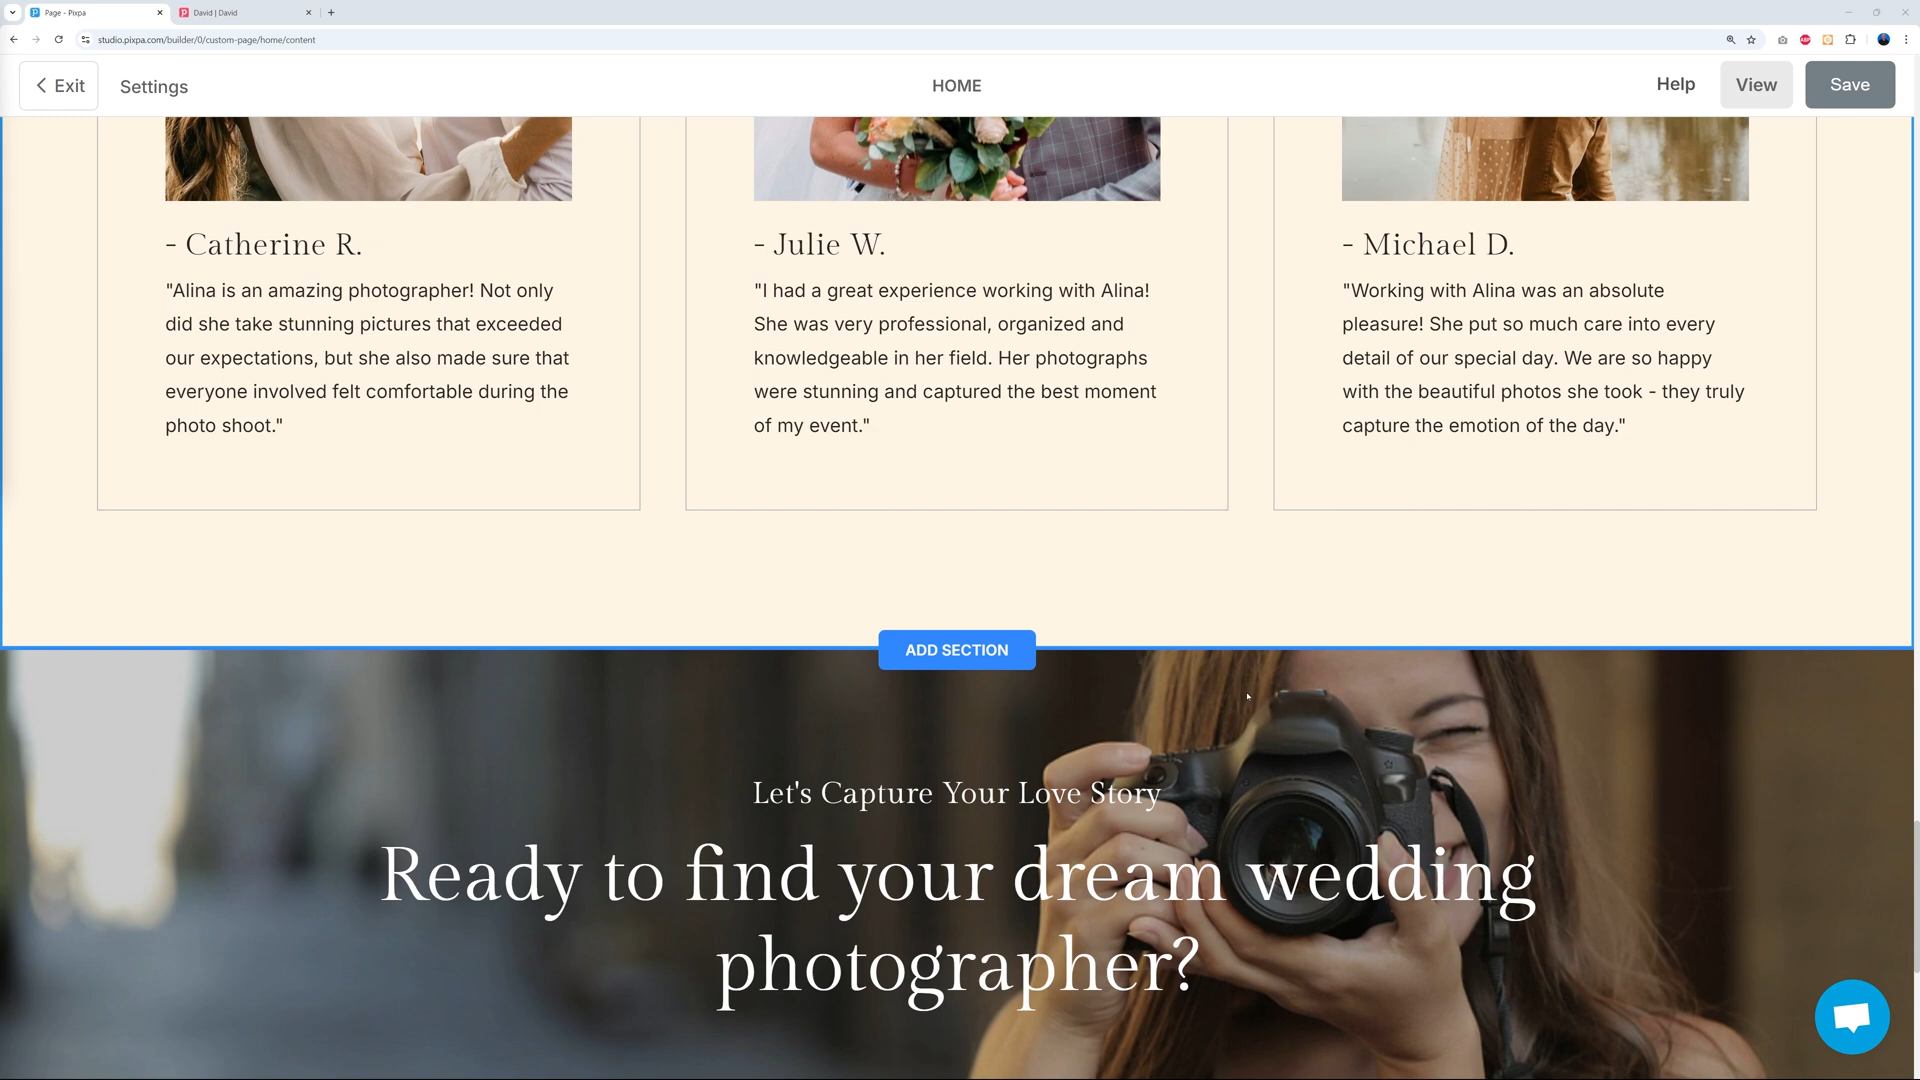 Page - Pixpa
David | David
studio.pixpa.com/builder/0/custom-page/home/content
ABP
Exit
Settings
HOME
Help
View
Save
- Catherine R.
"Alina is an amazing photographer! Not only
did she take stunning pictures that exceeded
our expectations, but she also made sure that
everyone involved felt comfortable during the
photo shoot."
- Julie W.
"I had a great experience working with Alina!
She was very professional, organized and
knowledgeable in her field. Her photographs
were stunning and captured the best moment
of my event."
- Michael D.
"Working with Alina was an absolute
pleasure! She put so much care into every
detail of our special day. We are so happy
with the beautiful photos she took - they truly
capture the emotion of the day."
ADD SECTION
Let's Capture Your Love Story
Ready to find your dream wedding
photographer?